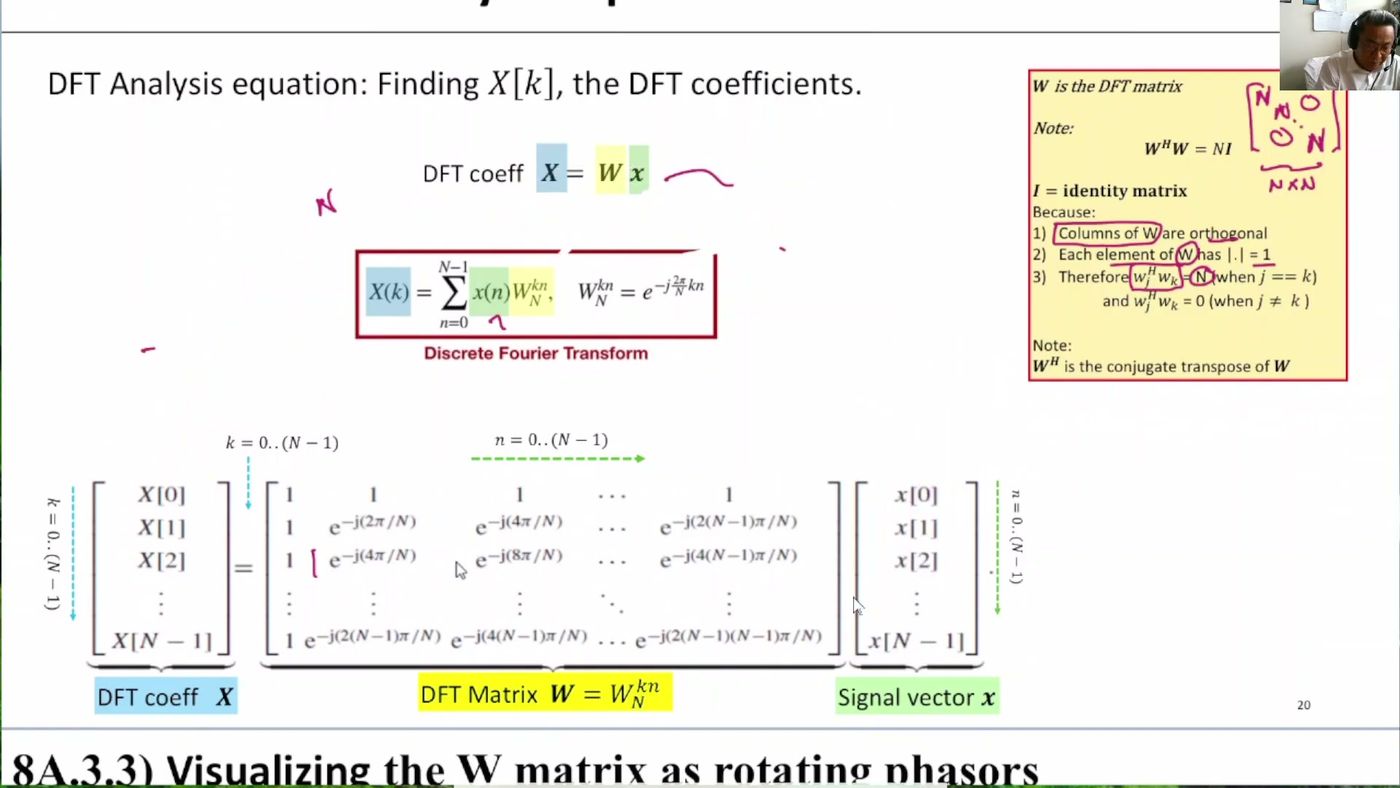 DFT Analysis equation: Finding X[k], the DFT coefficients.
DFT coeff X = W x
N
X(k) = \sum_{n=0}^{N-1} x(n)W_N^{kn}, W_N^{kn} = e^{-j\frac{2π}{N}kn}
Discrete Fourier Transform
W is the DFT matrix
Note:
W^H W = NI
I = identity matrix
Because:
1) Columns of W are orthogonal
2) Each element of W has |.| = 1
3) Therefore w_j^H w_k = N (when j == k)
and w_j^H w_k = 0 (when j ≠ k )
Note:
W^H is the conjugate transpose of W
N O
N ⋱
O N
N×N
k = 0..(N − 1)
n = 0..(N − 1)
k = 0..(N − 1)
n = 0..(N − 1)
X[0] 1 1 1 ⋯ 1 x[0]
X[1] 1 e^{-j(2π/N)} e^{-j(4π/N)} ⋯ e^{-j(2(N−1)π/N)} x[1]
X[2] = 1 e^{-j(4π/N)} e^{-j(8π/N)} ⋯ e^{-j(4(N−1)π/N)} x[2] .
⋮ ⋮ ⋮ ⋮ ⋱ ⋮ ⋮
X[N − 1] 1 e^{-j(2(N−1)π/N)} e^{-j(4(N−1)π/N)} ⋯ e^{-j(2(N−1)(N−1)π/N)} x[N − 1]
DFT coeff X
DFT Matrix W = W_N^{kn}
Signal vector x
20
8A.3.3) Visualizing the W matrix as rotating phasors